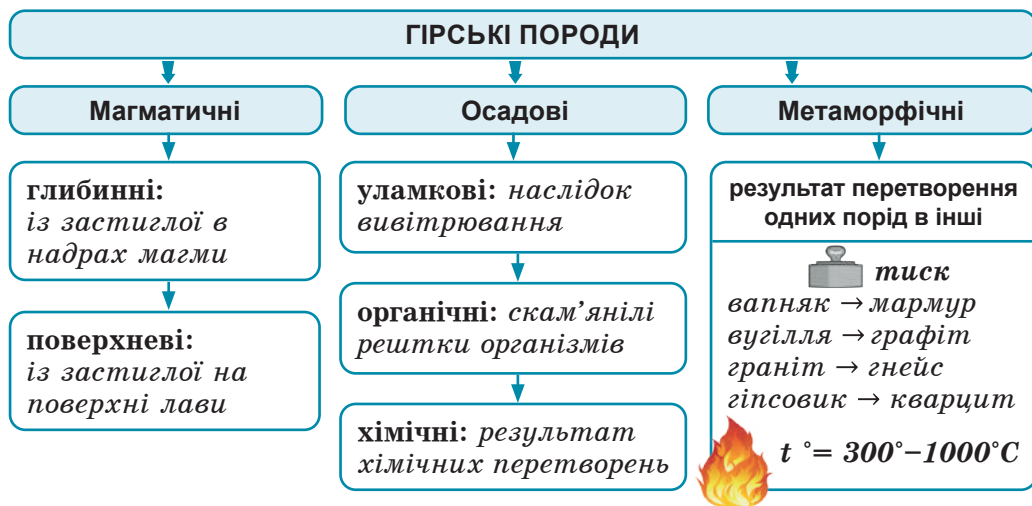 ГІРСЬКІ ПОРОДИ
Магматичні
глибинні:
із застиглої в
надрах магми
поверхневі:
із застиглої на
поверхні лави
Осадові
уламкові: наслідок
вивітрювання
органічні: скам’янілі
рештки організмів
хімічні: результат
хімічних перетворень
Метаморфічні
результат перетворення
одних порід в інші
тиск
вапняк → мармур
вугілля → графіт
граніт → гнейс
гіпсовик → кварцит
t °= 300°–1000°C